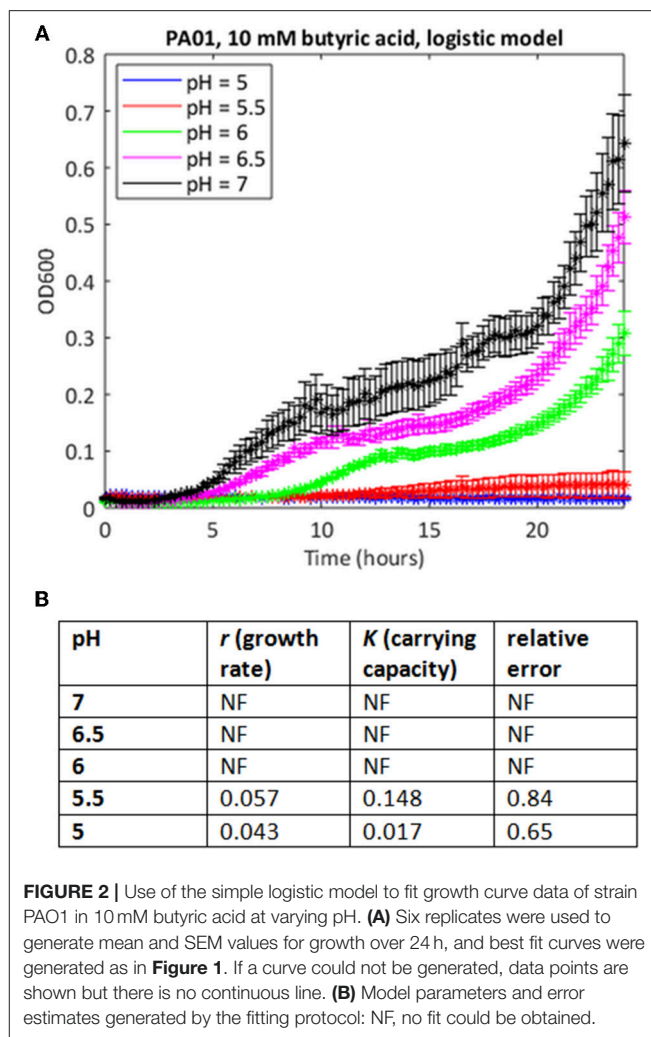 A
PA01, 10 mM butyric acid, logistic model
pH = 5
pH = 5.5
pH = 6
pH = 6.5
pH = 7
OD600
0.8
0.7
0.6
0.5
0.4
0.3
0.2
0.1
0
0 5 10 15 20
Time (hours)
B
pH r (growth rate) K (carrying capacity) relative error
7 NF NF NF
6.5 NF NF NF
6 NF NF NF
5.5 0.057 0.148 0.84
5 0.043 0.017 0.65
FIGURE 2 | Use of the simple logistic model to fit growth curve data of strain
PAO1 in 10 mM butyric acid at varying pH. (A) Six replicates were used to
generate mean and SEM values for growth over 24 h, and best fit curves were
generated as in Figure 1. If a curve could not be generated, data points are
shown but there is no continuous line. (B) Model parameters and error
estimates generated by the fitting protocol: NF, no fit could be obtained.